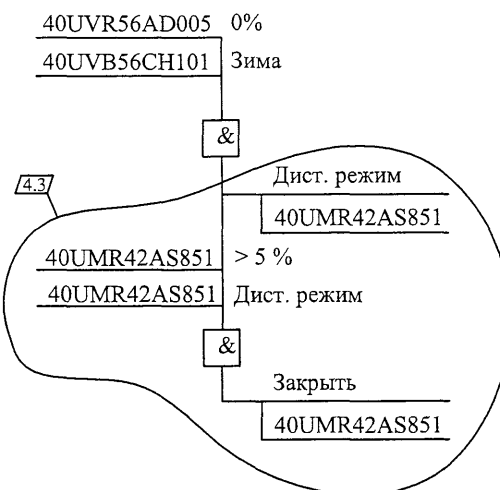 40UVR56AD005 0%
40UVB56CH101 Зима
&
4.3
Дист. режим
40UMR42AS851
40UMR42AS851 > 5 %
40UMR42AS851 Дист. режим
&
Закрыть
40UMR42AS851